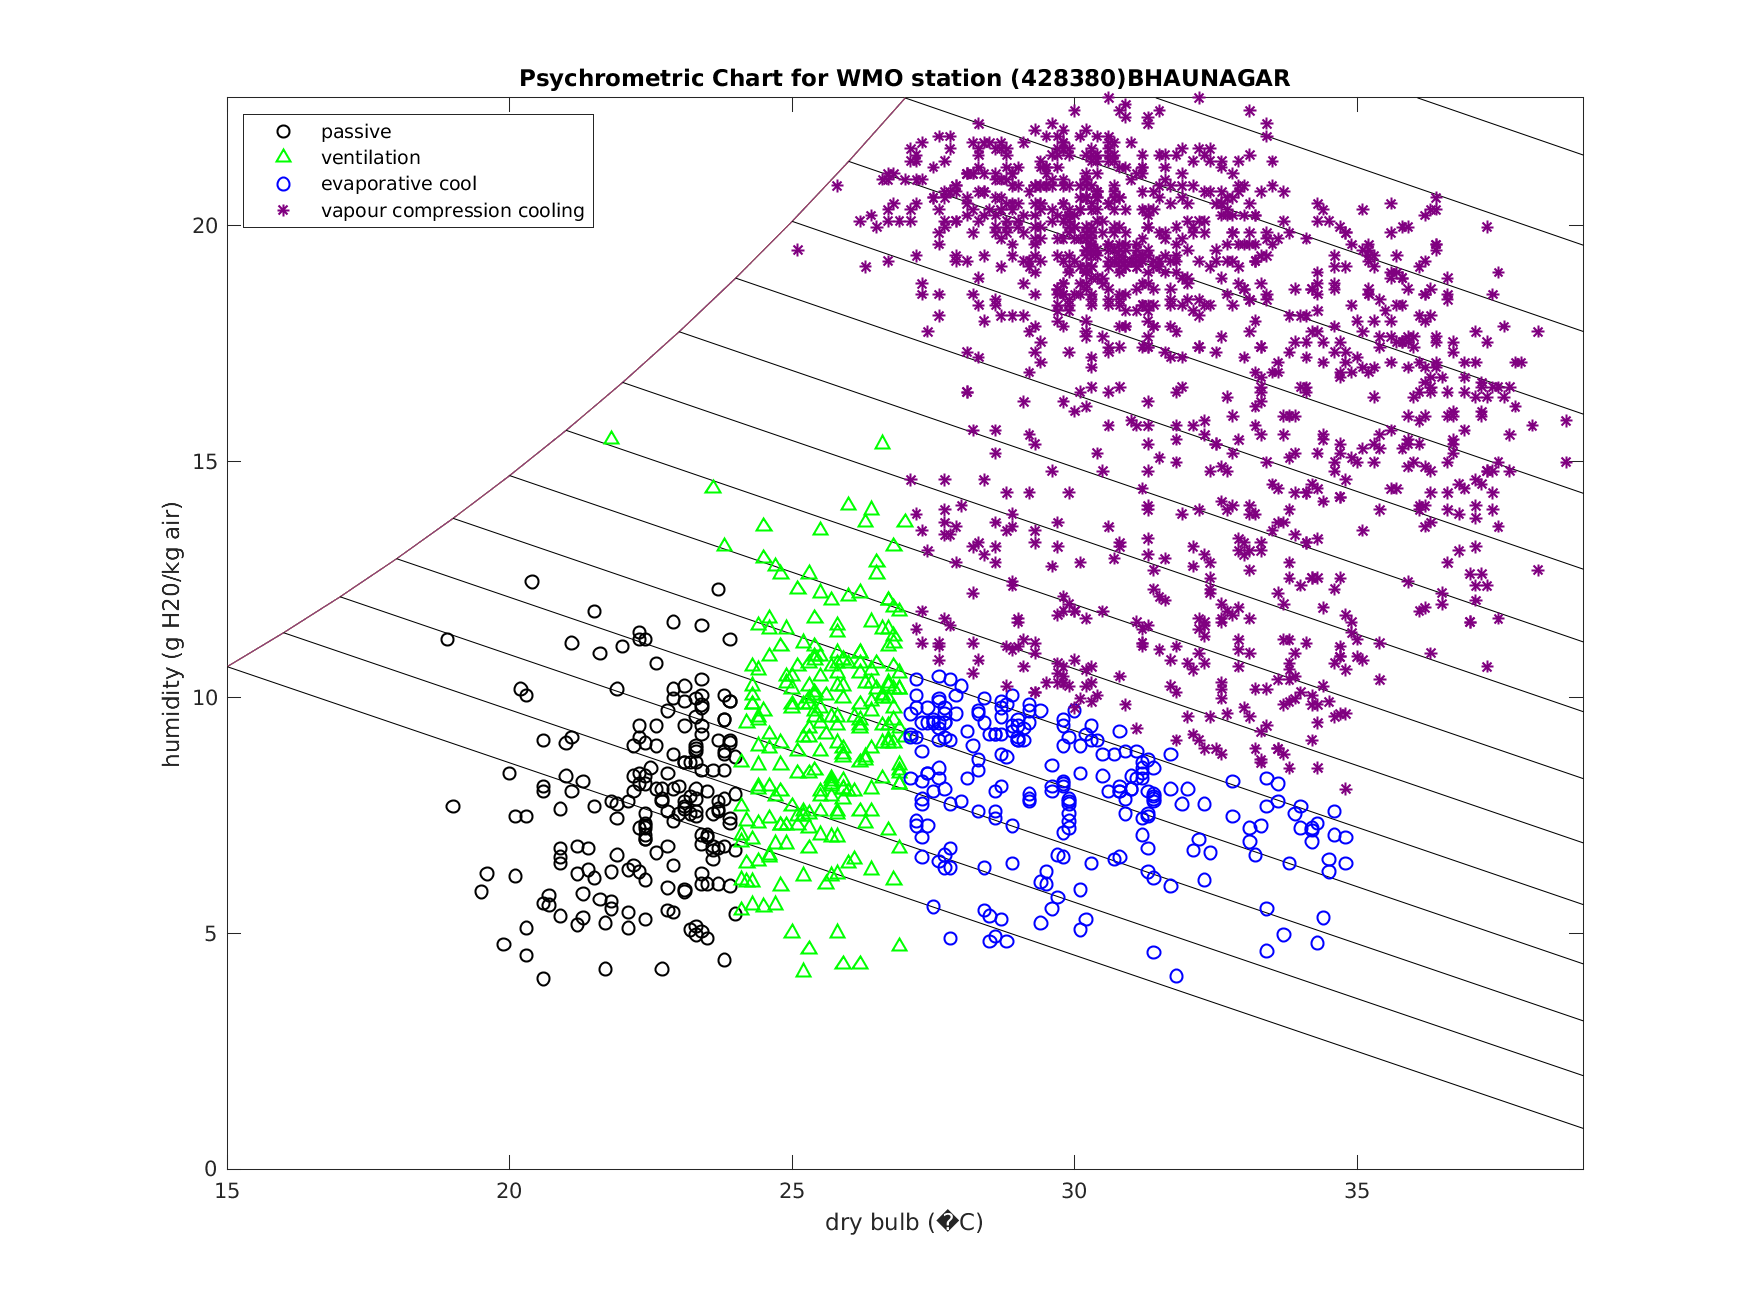 Psychrometric Chart for WMO station (428380)BHAUNAGAR
passive
ventilation
evaporative cool
vapour compression cooling
humidity (g H20/kg air)
20
15
10
5
0
15 20 25 30 35
dry bulb (�C)